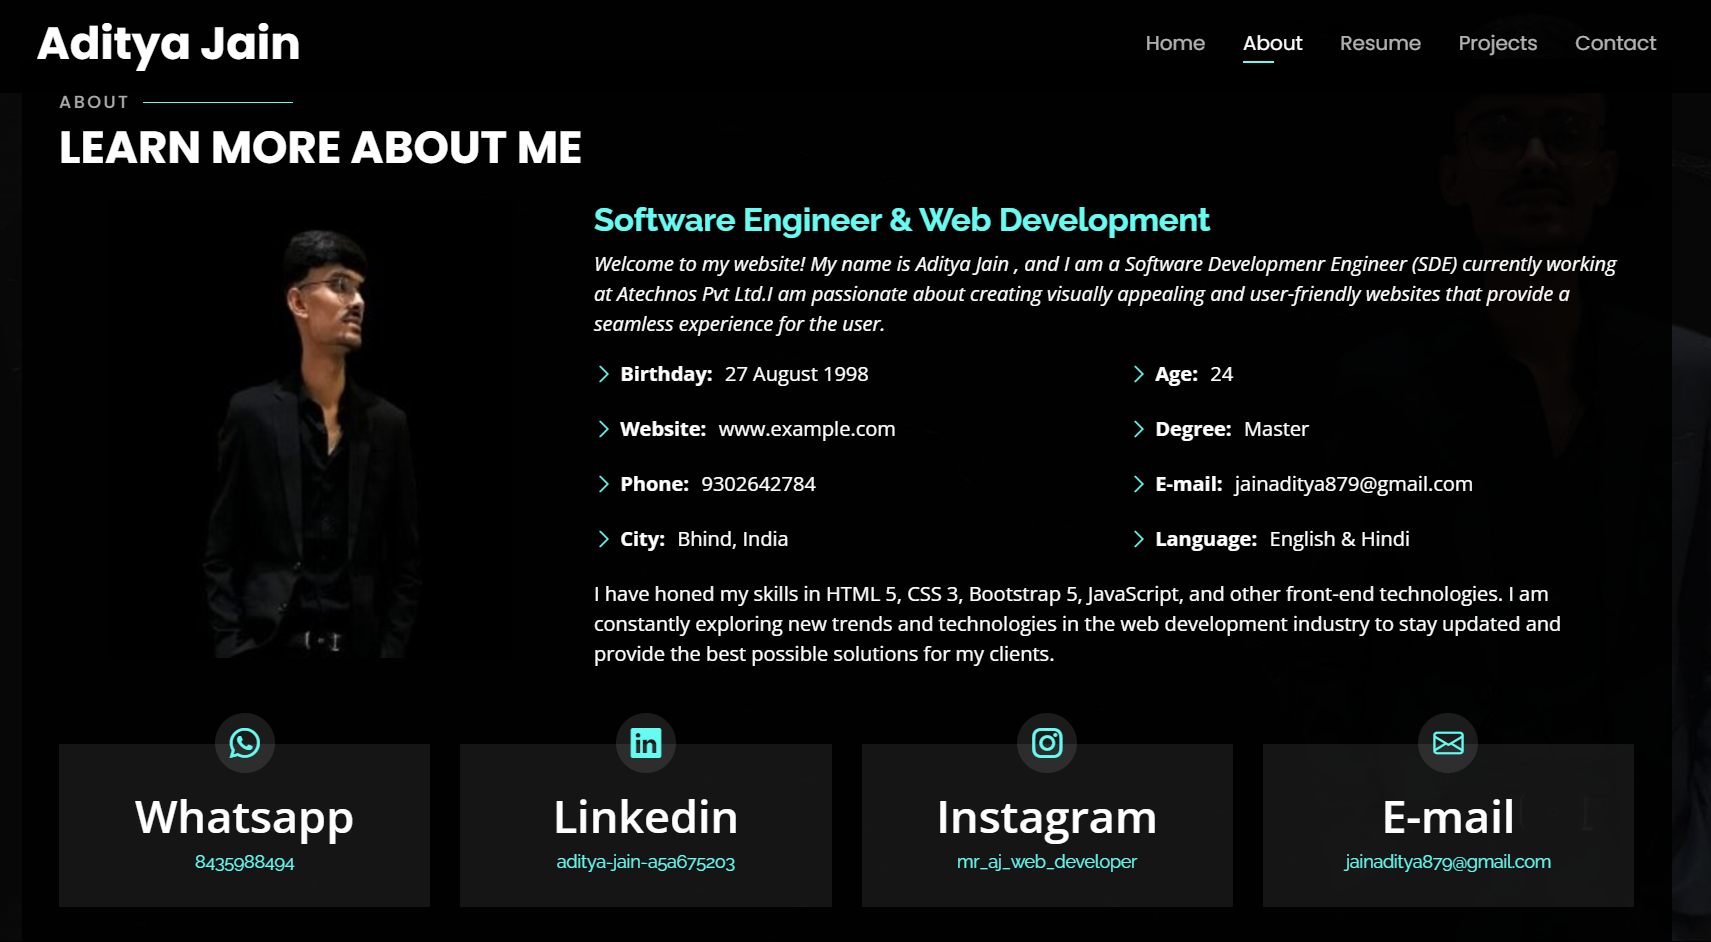 Aditya Jain
Home About Resume Projects Contact
ABOUT
LEARN MORE ABOUT ME
Software Engineer & Web Development
Welcome to my website! My name is Aditya Jain , and I am a Software Developmenr Engineer (SDE) currently working
at Atechnos Pvt Ltd.I am passionate about creating visually appealing and user-friendly websites that provide a
seamless experience for the user.
Birthday: 27 August 1998
Age: 24
Website: www.example.com
Degree: Master
Phone: 9302642784
E-mail: jainaditya879@gmail.com
City: Bhind, India
Language: English & Hindi
I have honed my skills in HTML 5, CSS 3, Bootstrap 5, JavaScript, and other front-end technologies. I am
constantly exploring new trends and technologies in the web development industry to stay updated and
provide the best possible solutions for my clients.
Whatsapp
8435988494
Linkedin
aditya-jain-a5a675203
Instagram
mr_aj_web_developer
E-mail
jainaditya879@gmail.com